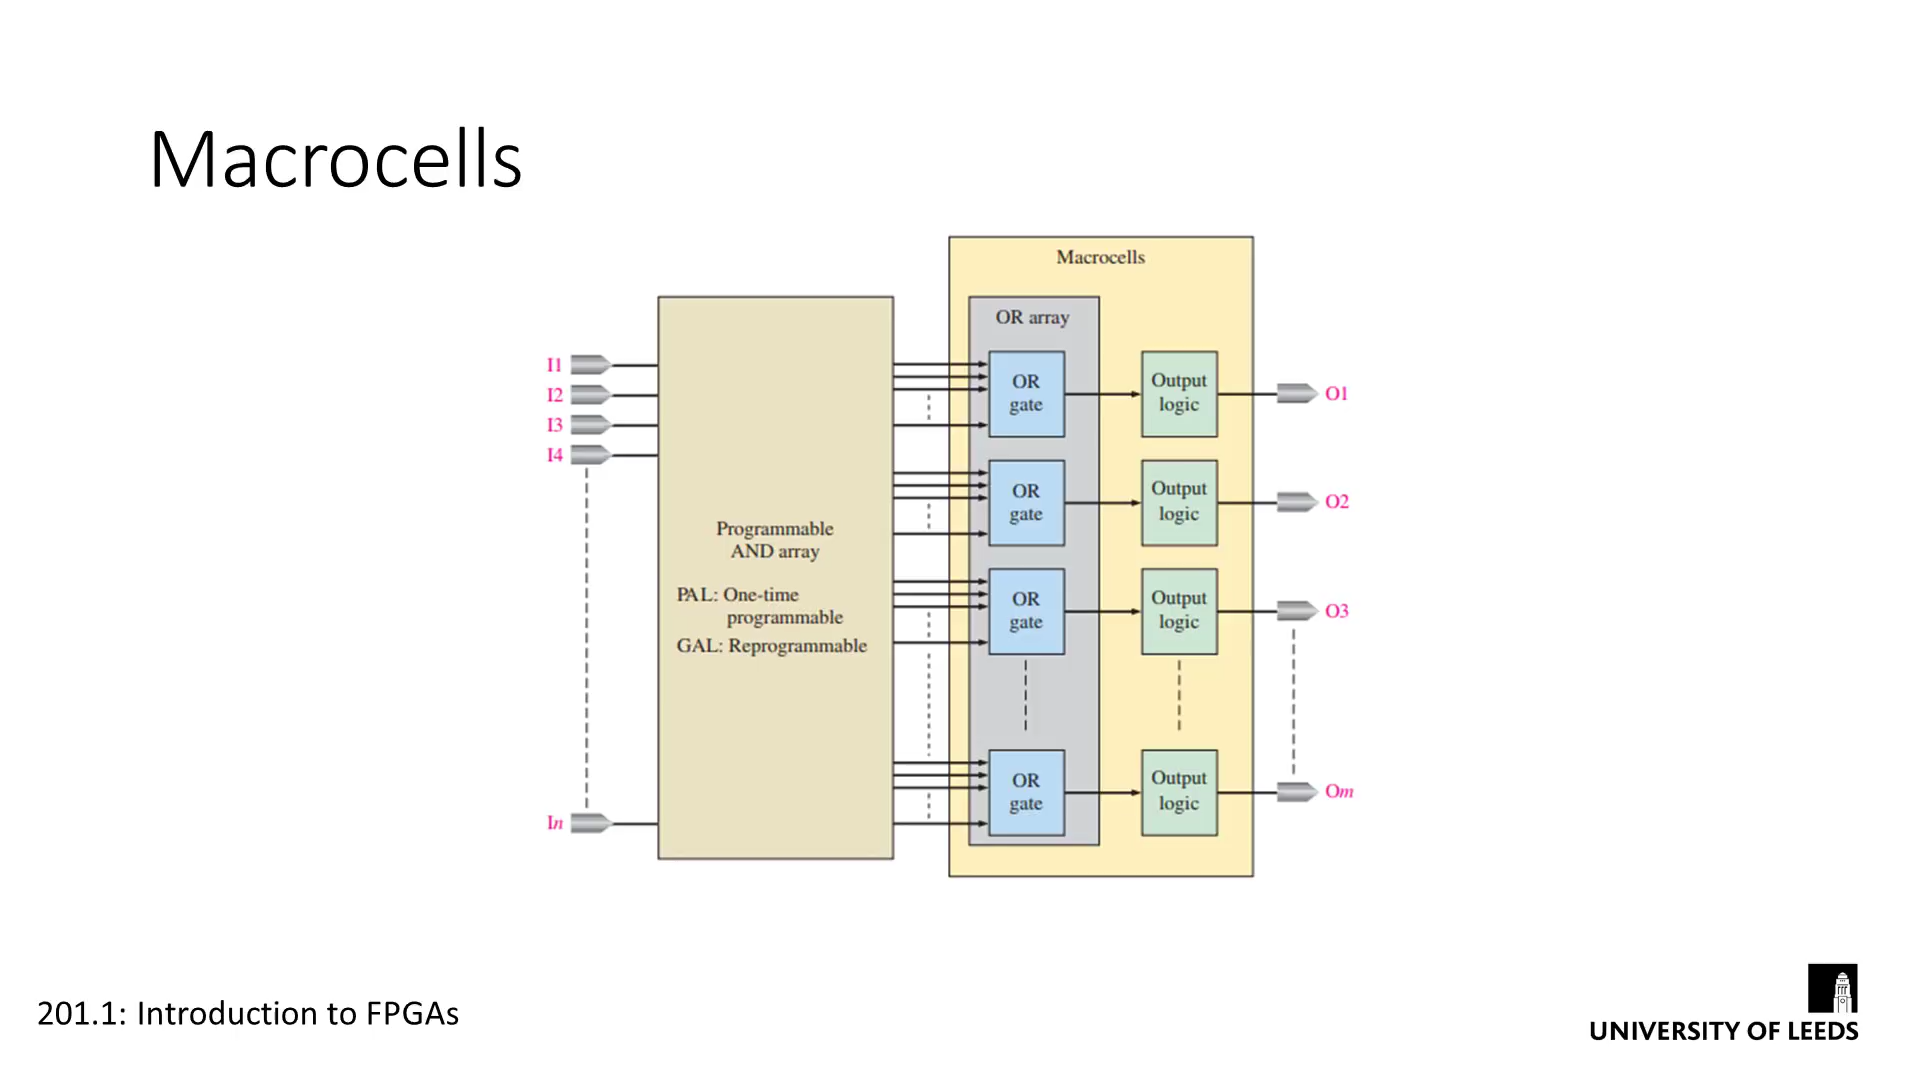 Macrocells
Macrocells
OR array
I1
I2
I3
I4
In
Programmable
AND array
PAL: One-time
programmable
GAL: Reprogrammable
OR
gate
Output
logic
O1
OR
gate
Output
logic
O2
OR
gate
Output
logic
O3
OR
gate
Output
logic
Om
201.1: Introduction to FPGAs
UNIVERSITY OF LEEDS